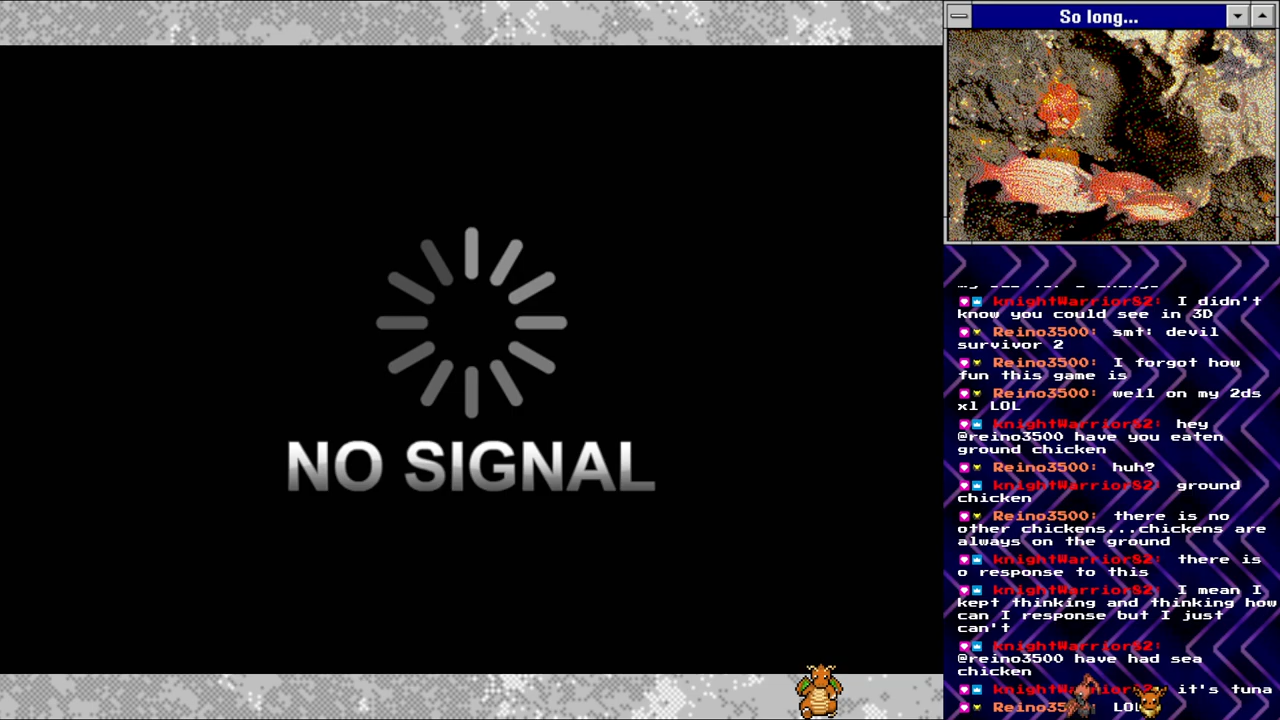 So long...
knightWarrior82: I didn't
know you could see in 3D
Reino3500: smt: devil
survivor 2
Reino3500: I forgot how
fun this game is
Reino3500: well on my 2ds
xl LOL
knightWarrior82: hey
@reino3500 have you eaten
ground chicken
Reino3500: huh?
knightWarrior82: ground
chicken
Reino3500: there is no
other chickens...chickens are
always on the ground
knightWarrior82: there is
o response to this
knightWarrior82: I mean I
kept thinking and thinking how
can I response but I just
can't
knightWarrior82:
@reino3500 have had sea
chicken
knightWarrior82: it's tuna
LOL
NO SIGNAL